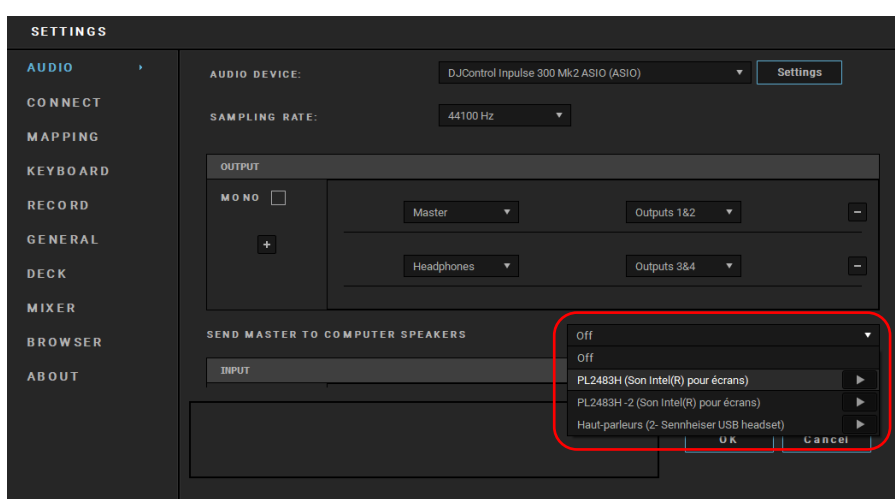 SETTINGS
AUDIO
CONNECT
MAPPING
KEYBOARD
RECORD
GENERAL
DECK
MIXER
BROWSER
ABOUT
AUDIO DEVICE: DJControl Inpulse 300 Mk2 ASIO (ASIO) Settings
SAMPLING RATE: 44100 Hz
OUTPUT
MONO
+
Master Outputs 1&2 −
Headphones Outputs 3&4 −
SEND MASTER TO COMPUTER SPEAKERS Off
Off
PL2483H (Son Intel(R) pour écrans)
PL2483H -2 (Son Intel(R) pour écrans)
Haut-parleurs (2- Sennheiser USB headset)
INPUT
OK Cancel